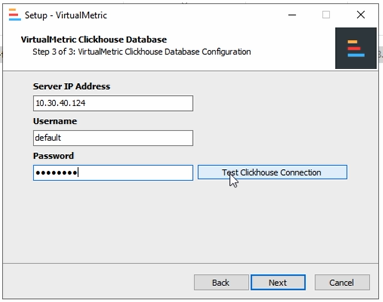 Setup - VirtualMetric
VirtualMetric Clickhouse Database
Step 3 of 3: VirtualMetric Clickhouse Database Configuration
Server IP Address
10.30.40.124
Username
default
Password
●●●●●●●●
Test Clickhouse Connection
Back
Next
Cancel